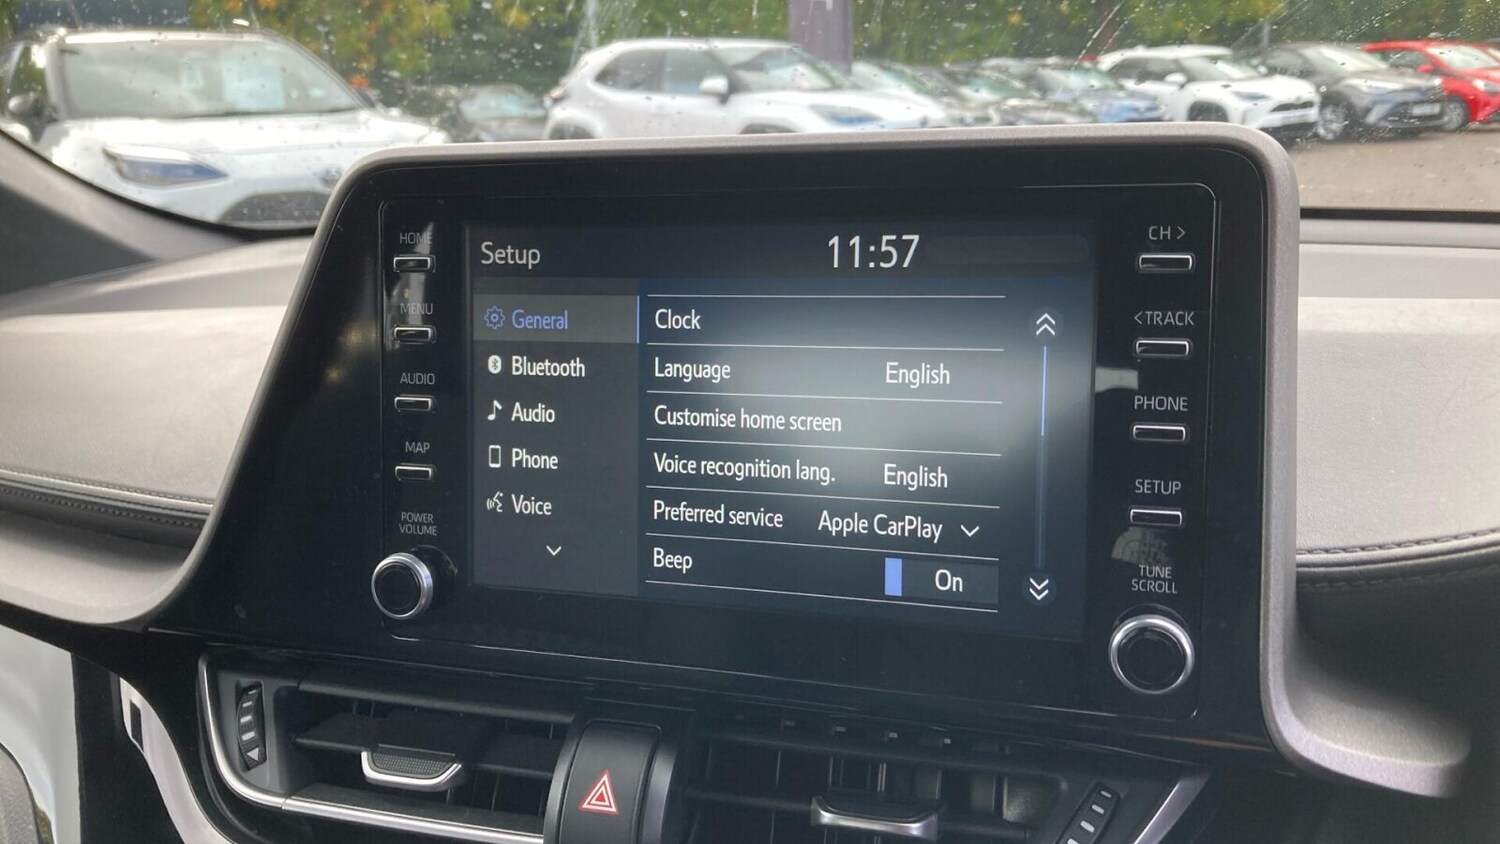 HOME
MENU
AUDIO
MAP
POWER
VOLUME
Setup
11:57
General
Bluetooth
Audio
Phone
Voice
Clock
Language English
Customise home screen
Voice recognition lang. English
Preferred service Apple CarPlay
Beep On
CH >
<TRACK
PHONE
SETUP
TUNE
SCROLL